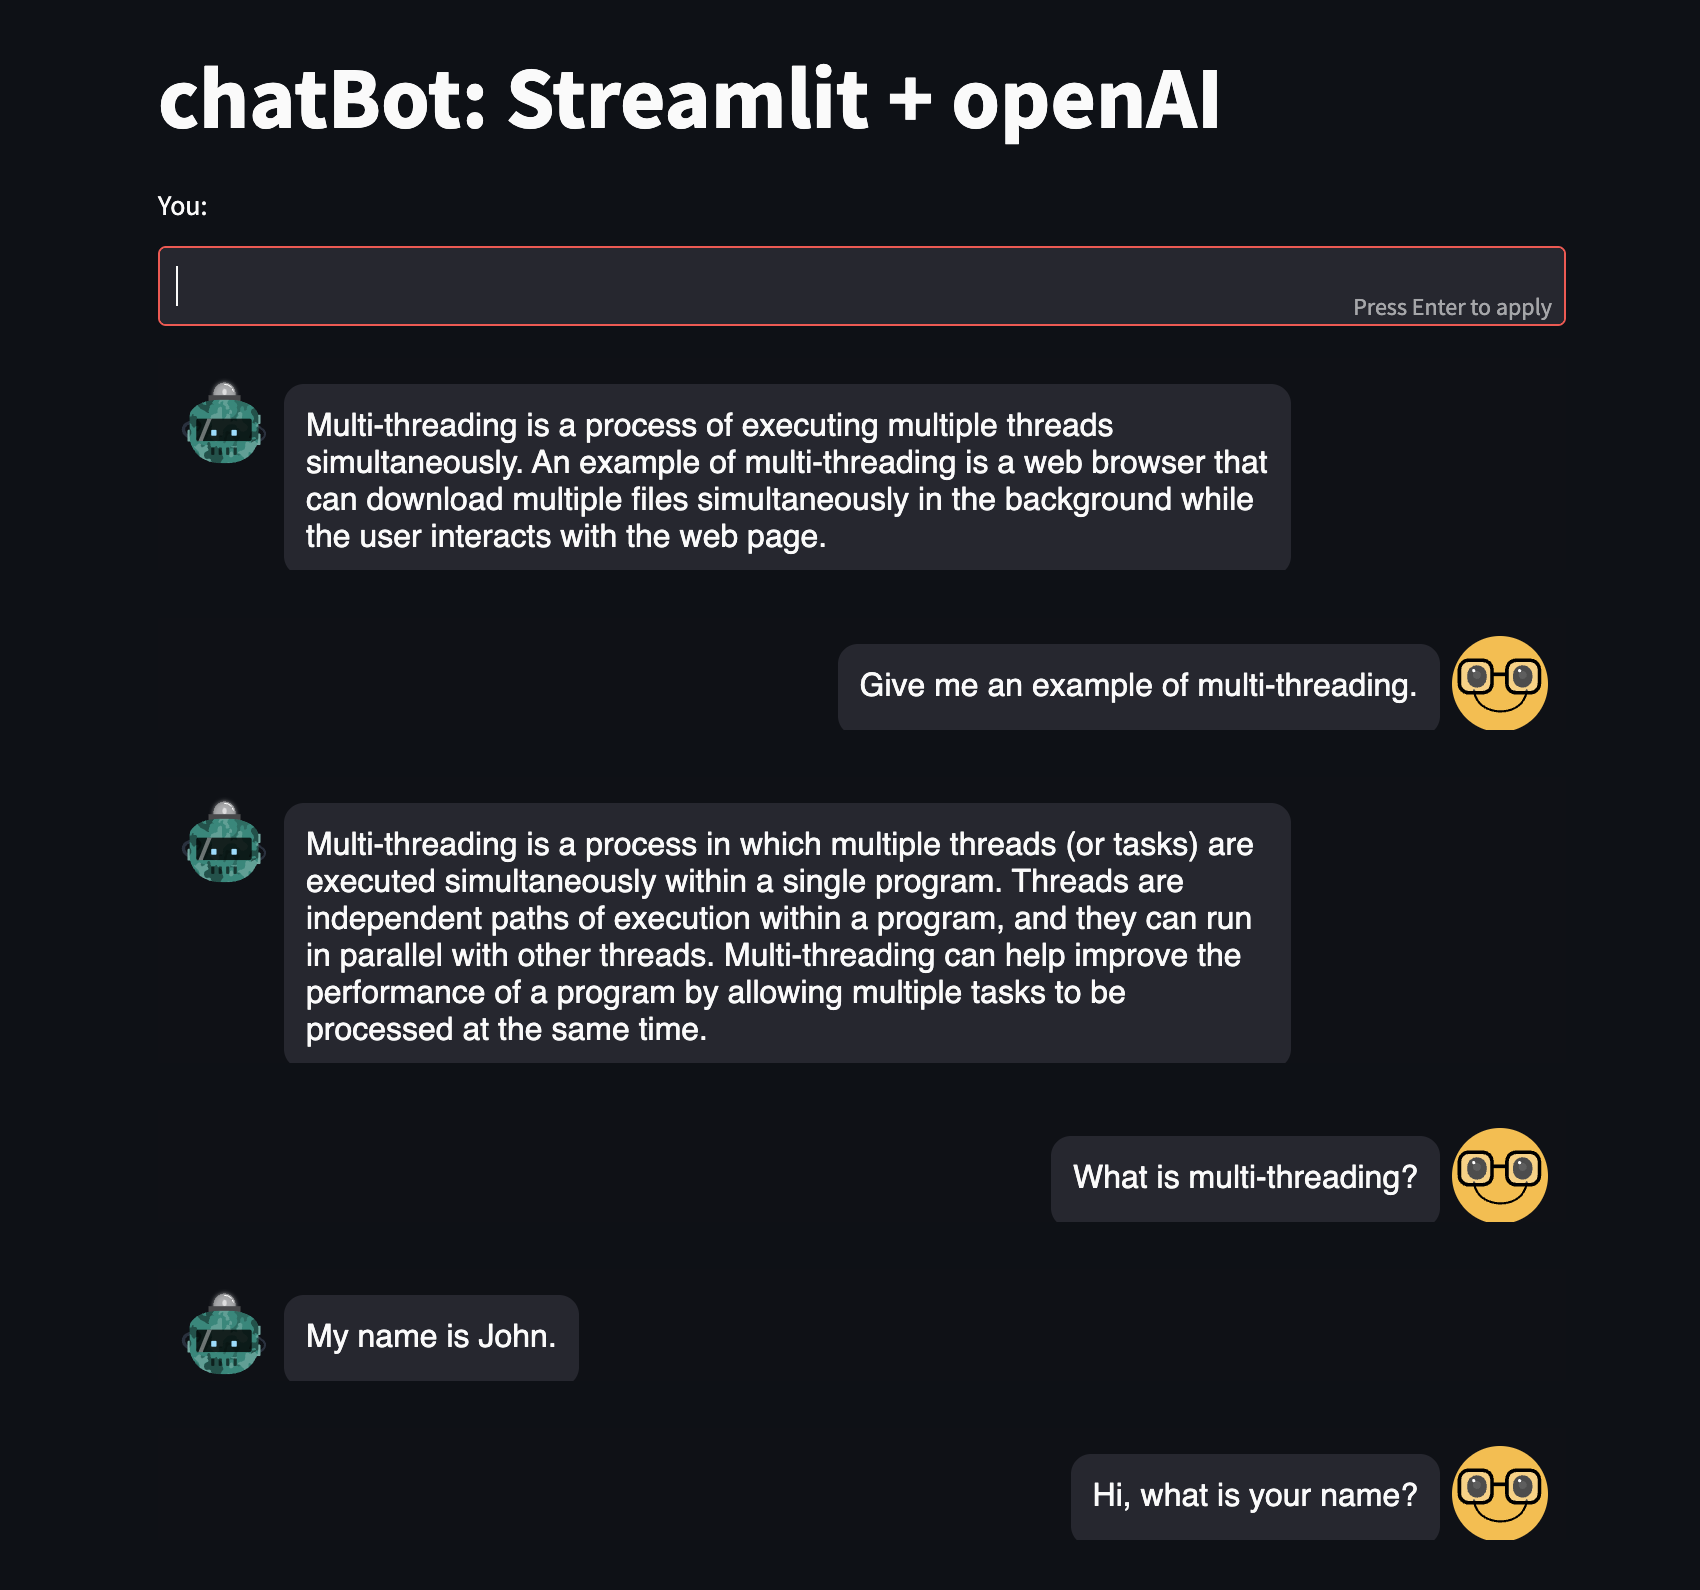 chatBot: Streamlit + openAI
You:
Press Enter to apply
Multi-threading is a process of executing multiple threads
simultaneously. An example of multi-threading is a web browser that
can download multiple files simultaneously in the background while
the user interacts with the web page.
Give me an example of multi-threading.
Multi-threading is a process in which multiple threads (or tasks) are
executed simultaneously within a single program. Threads are
independent paths of execution within a program, and they can run
in parallel with other threads. Multi-threading can help improve the
performance of a program by allowing multiple tasks to be
processed at the same time.
What is multi-threading?
My name is John.
Hi, what is your name?